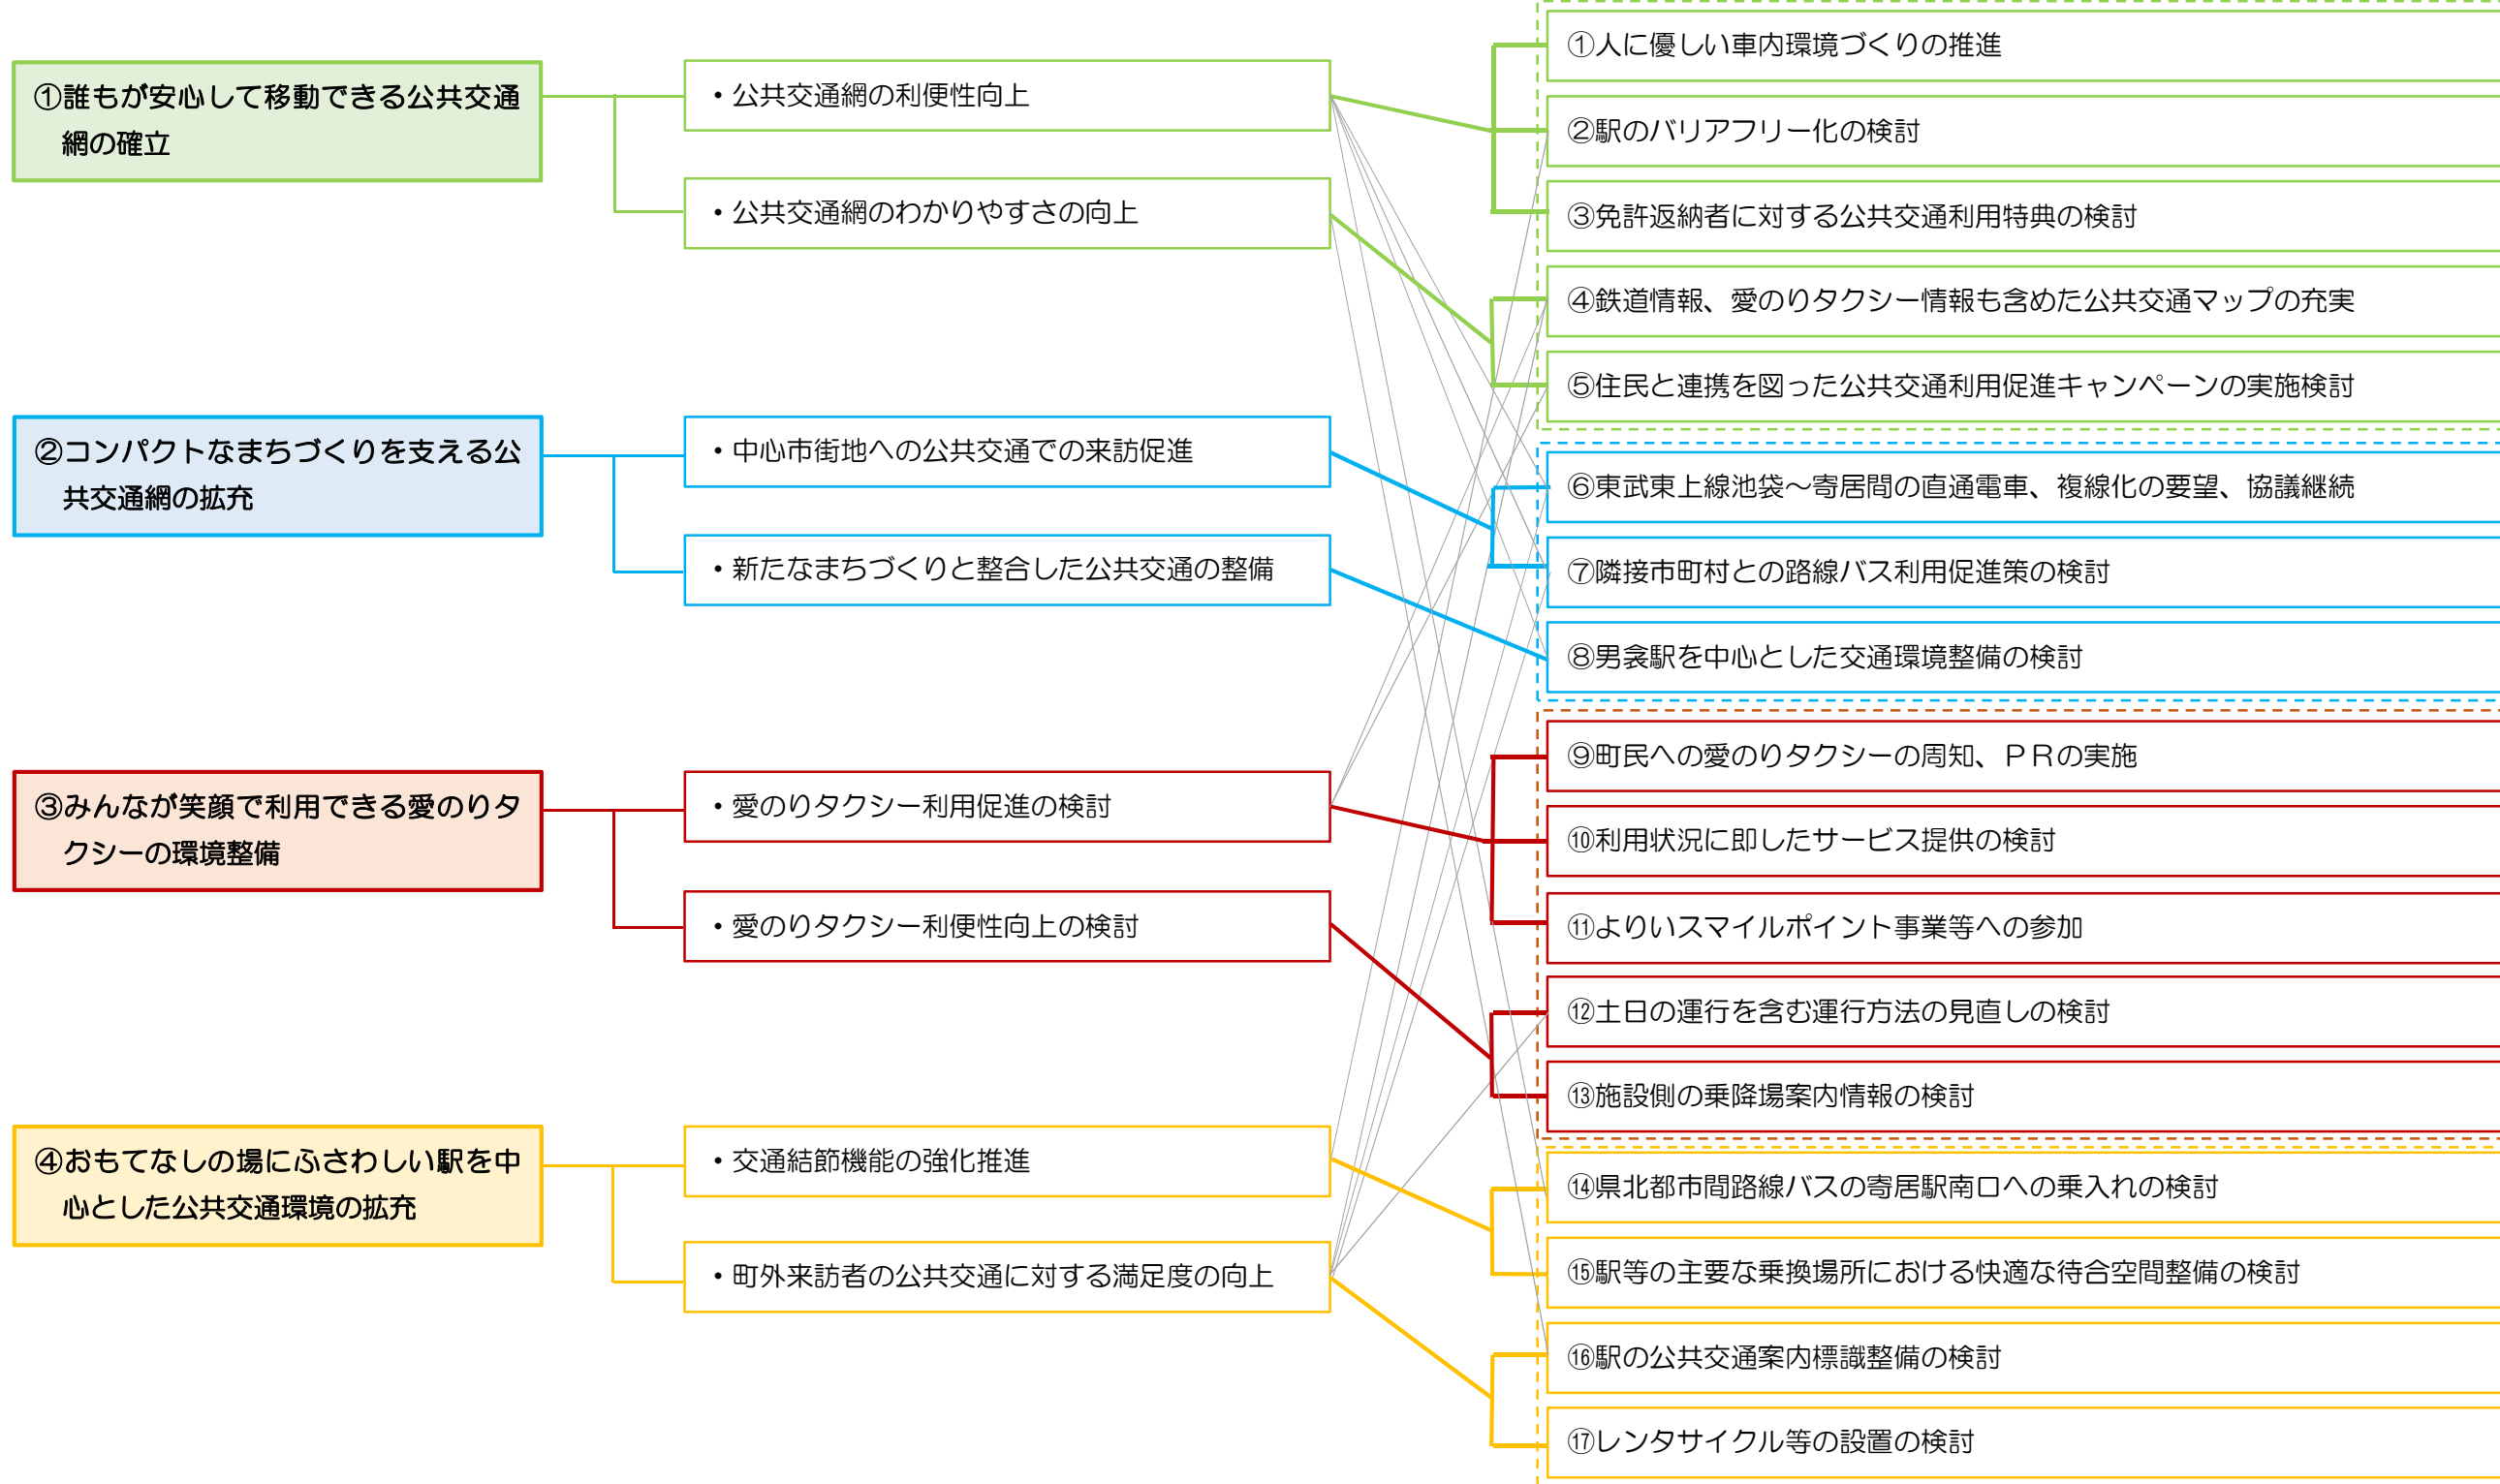 ①誰もが安心して移動できる公共交通
網の確立
・公共交通網の利便性向上
・公共交通網のわかりやすさの向上
①人に優しい車内環境づくりの推進
②駅のバリアフリー化の検討
③免許返納者に対する公共交通利用特典の検討
④鉄道情報、愛のりタクシー情報も含めた公共交通マップの充実
⑤住民と連携を図った公共交通利用促進キャンペーンの実施検討
②コンパクトなまちづくりを支える公
共交通網の拡充
・中心市街地への公共交通での来訪促進
・新たなまちづくりと整合した公共交通の整備
⑥東武東上線池袋～寄居間の直通電車、複線化の要望、協議継続
⑦隣接市町村との路線バス利用促進策の検討
⑧男衾駅を中心とした交通環境整備の検討
③みんなが笑顔で利用できる愛のりタ
クシーの環境整備
・愛のりタクシー利用促進の検討
・愛のりタクシー利便性向上の検討
⑨町民への愛のりタクシーの周知、ＰＲの実施
⑩利用状況に即したサービス提供の検討
⑪よりいスマイルポイント事業等への参加
⑫土日の運行を含む運行方法の見直しの検討
⑬施設側の乗降場案内情報の検討
④おもてなしの場にふさわしい駅を中
心とした公共交通環境の拡充
・交通結節機能の強化推進
・町外来訪者の公共交通に対する満足度の向上
⑭県北都市間路線バスの寄居駅南口への乗入れの検討
⑮駅等の主要な乗換場所における快適な待合空間整備の検討
⑯駅の公共交通案内標識整備の検討
⑰レンタサイクル等の設置の検討